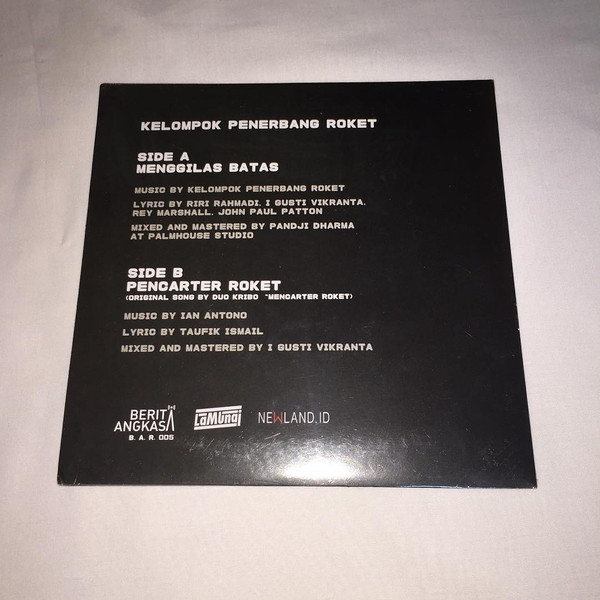 KELOMPOK PENERBANG ROKET
SIDE A
MENGGILAS BATAS
MUSIC BY KELOMPOK PENERBANG ROKET
LYRIC BY RIRI RAHMADI, I GUSTI VIKRANTA,
REY MARSHALL, JOHN PAUL PATTON
MIXED AND MASTERED BY PANDJI DHARMA
AT PALMHOUSE STUDIO
SIDE B
PENCARTER ROKET
(ORIGINAL SONG BY DUO KRIBO "MENCARTER ROKET)
MUSIC BY IAN ANTONO
LYRIC BY TAUFIK ISMAIL
MIXED AND MASTERED BY I GUSTI VIKRANTA
BERITA
ANGKASA
B. A. R. 005
LaMunai
NEWLAND.ID